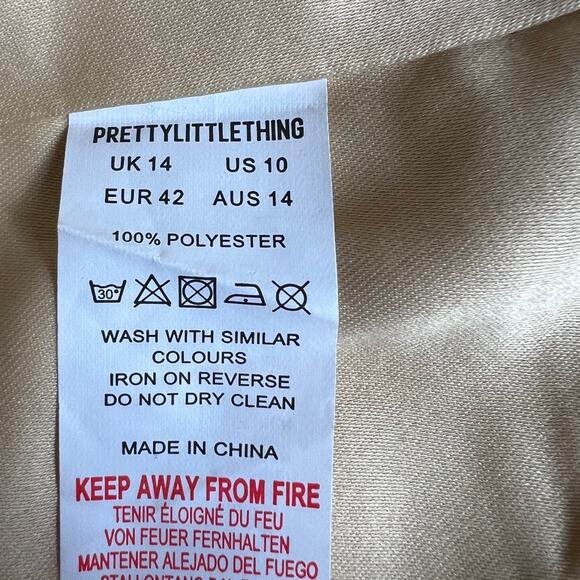 PRETTYLITTLETHING
UK 14 US 10
EUR 42 AUS 14
100% POLYESTER
30°
WASH WITH SIMILAR
COLOURS
IRON ON REVERSE
DO NOT DRY CLEAN
MADE IN CHINA
KEEP AWAY FROM FIRE
TENIR ÉLOIGNÉ DU FEU
VON FEUER FERNHALTEN
MANTENER ALEJADO DEL FUEGO